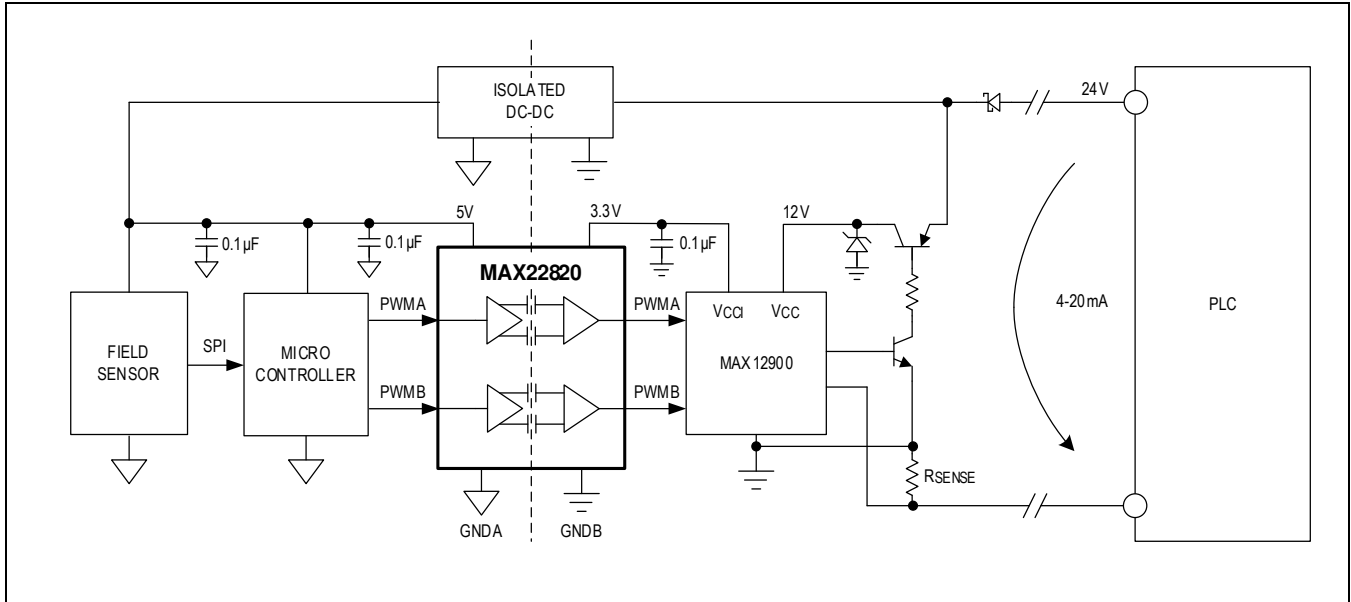 ISOLATED
DC-DC
24V
5V
3.3V
12V
0.1µF
0.1µF
0.1µF
MAX22820
PWMA
PWMA
VCCI
VCC
4-20mA
PLC
FIELD
SENSOR
SPI
MICRO
CONTROLLER
MAX12900
PWMB
PWMB
RSENSE
GNDA
GNDB